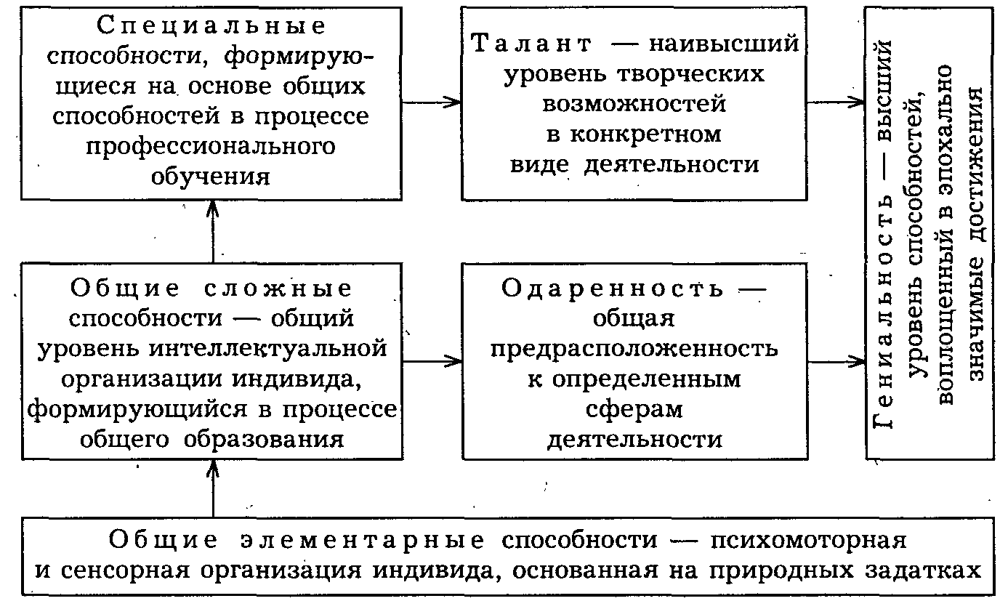 Специальные
способности, формирую-
щиеся на основе общих
способностей в процессе
профессионального
обучения
Талант — наивысший
уровень творческих
возможностей
в конкретном
виде деятельности
Гениальность — высший
уровень способностей,
воплощенный в эпохально
значимые достижения
Общие сложные
способности — общий
уровень интеллектуальной
организации индивида,
формирующийся в процессе
общего образования
Одаренность —
общая
предрасположенность
к определенным
сферам
деятельности
Общие элементарные способности — психомоторная
и сенсорная организация индивида, основанная на природных задатках